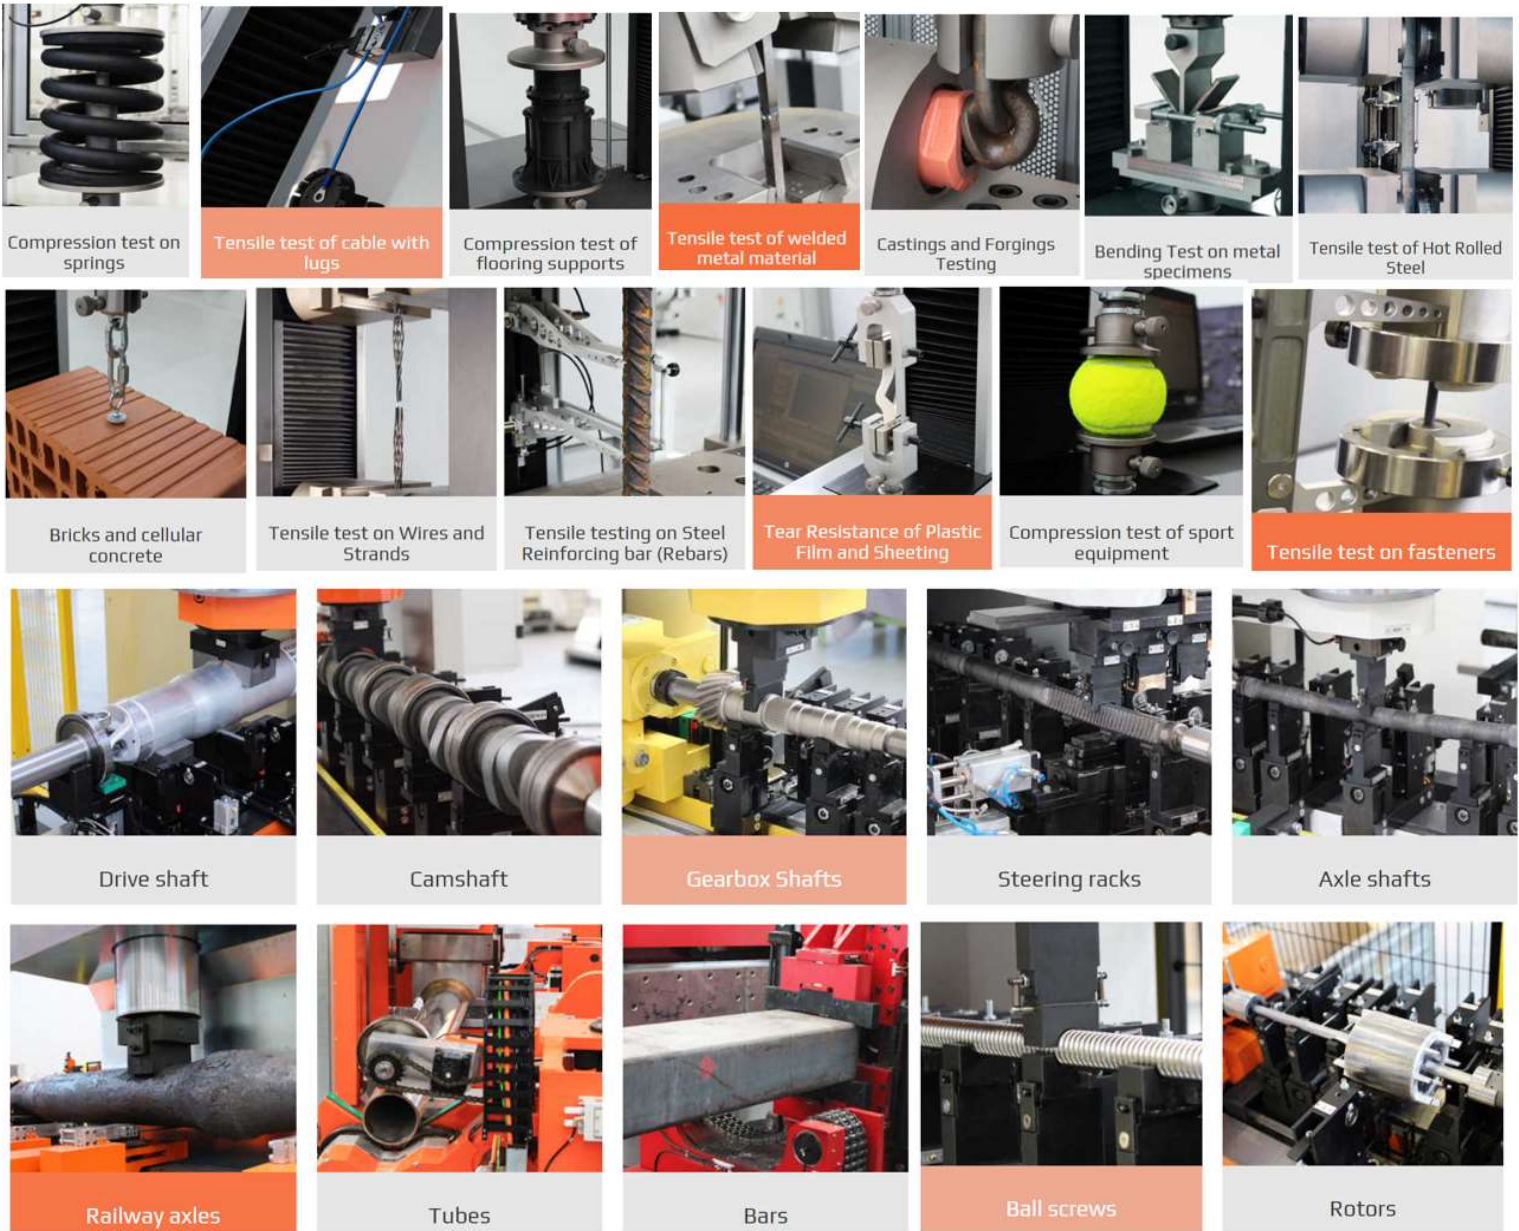 Compression test on
springs
Tensile test of cable with
lugs
Compression test of
flooring supports
Tensile test of welded
metal material
Castings and Forgings
Testing
Bending Test on metal
specimens
Tensile test of Hot Rolled
Steel
Bricks and cellular
concrete
Tensile test on Wires and
Strands
Tensile testing on Steel
Reinforcing bar (Rebars)
Tear Resistance of Plastic
Film and Sheeting
Compression test of sport
equipment
Tensile test on fasteners
Drive shaft
Camshaft
Gearbox Shafts
Steering racks
Axle shafts
Railway axles
Tubes
Bars
Ball screws
Rotors